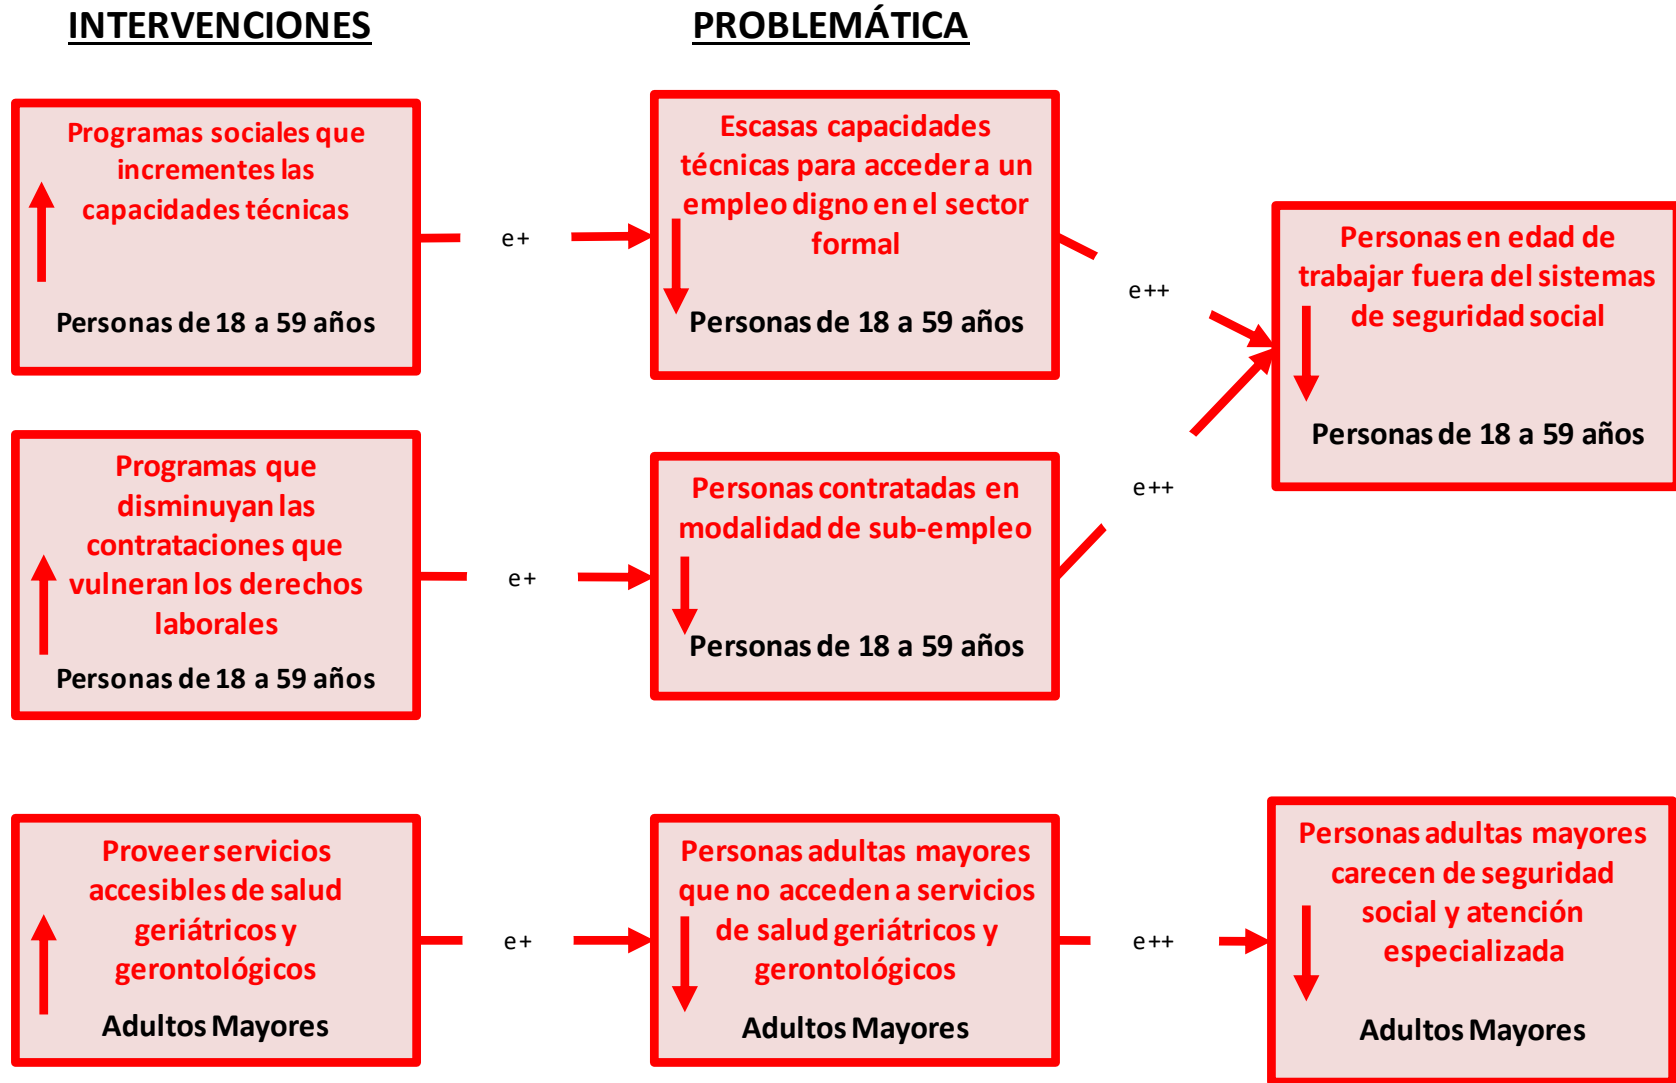 INTERVENCIONES
PROBLEMÁTICA
Programas sociales que
incrementes las
capacidades técnicas
Personas de 18 a 59 años
e+
Escasas capacidades
técnicas para acceder a un
empleo digno en el sector
formal
Personas de 18 a 59 años
e++
Personas en edad de
trabajar fuera del sistemas
de seguridad social
Personas de 18 a 59 años
Programas que
disminuyan las
contrataciones que
vulneran los derechos
laborales
Personas de 18 a 59 años
e+
Personas contratadas en
modalidad de sub-empleo
Personas de 18 a 59 años
e++
Proveer servicios
accesibles de salud
geriátricos y
gerontológicos
Adultos Mayores
e+
Personas adultas mayores
que no acceden a servicios
de salud geriátricos y
gerontológicos
Adultos Mayores
e++
Personas adultas mayores
carecen de seguridad
social y atención
especializada
Adultos Mayores